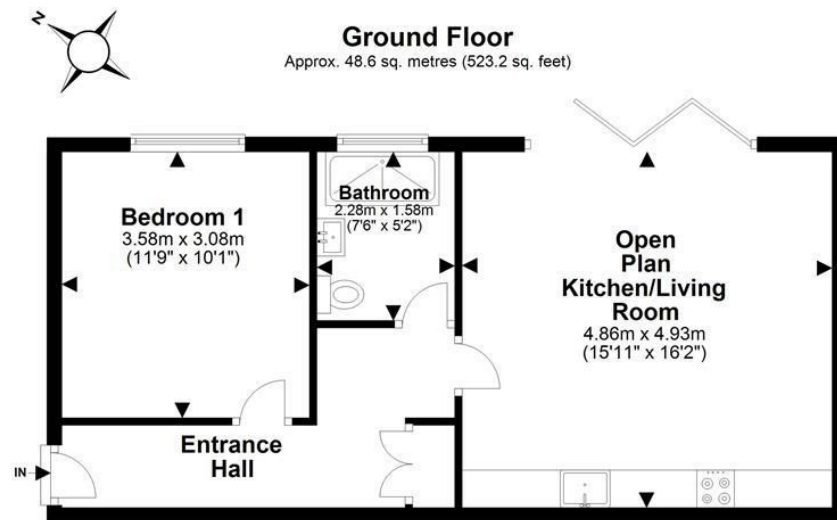 N
Ground Floor
Approx. 48.6 sq. metres (523.2 sq. feet)
Bedroom 1
3.58m x 3.08m
(11'9" x 10'1")
Bathroom
2.28m x 1.58m
(7'6" x 5'2")
Open
Plan
Kitchen/Living
Room
4.86m x 4.93m
(15'11" x 16'2")
Entrance
Hall
IN